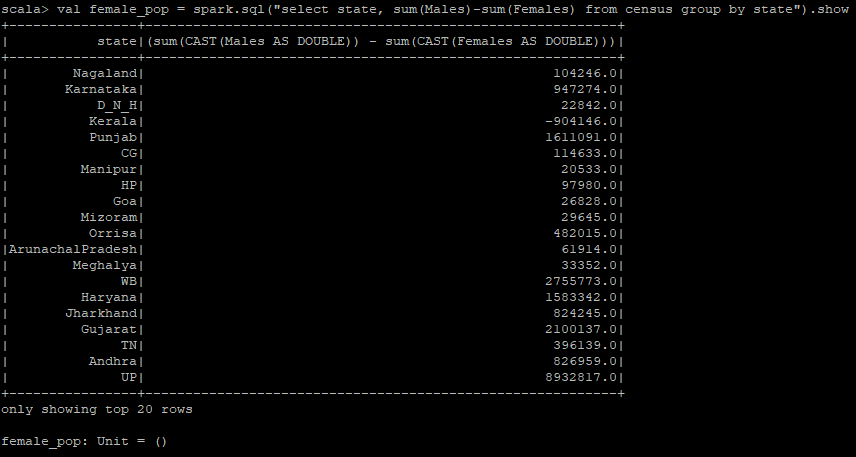 scala> val female_pop = spark.sql("select state, sum(Males)-sum(Females) from census group by state").show
+----------------+----------------------------------------------------------+
|           state|(sum(CAST(Males AS DOUBLE)) - sum(CAST(Females AS DOUBLE)))|
+----------------+----------------------------------------------------------+
|        Nagaland|                                                  104246.0|
|       Karnataka|                                                  947274.0|
|           D_N_H|                                                   22842.0|
|          Kerala|                                                 -904146.0|
|          Punjab|                                                 1611091.0|
|              CG|                                                  114633.0|
|         Manipur|                                                   20533.0|
|              HP|                                                   97980.0|
|             Goa|                                                   26828.0|
|         Mizoram|                                                   29645.0|
|          Orrisa|                                                  482015.0|
|ArunachalPradesh|                                                   61914.0|
|        Meghalya|                                                   33352.0|
|              WB|                                                 2755773.0|
|         Haryana|                                                 1583342.0|
|       Jharkhand|                                                  824245.0|
|         Gujarat|                                                 2100137.0|
|              TN|                                                  396139.0|
|          Andhra|                                                  826959.0|
|              UP|                                                 8932817.0|
+----------------+----------------------------------------------------------+
only showing top 20 rows
female_pop: Unit = ()